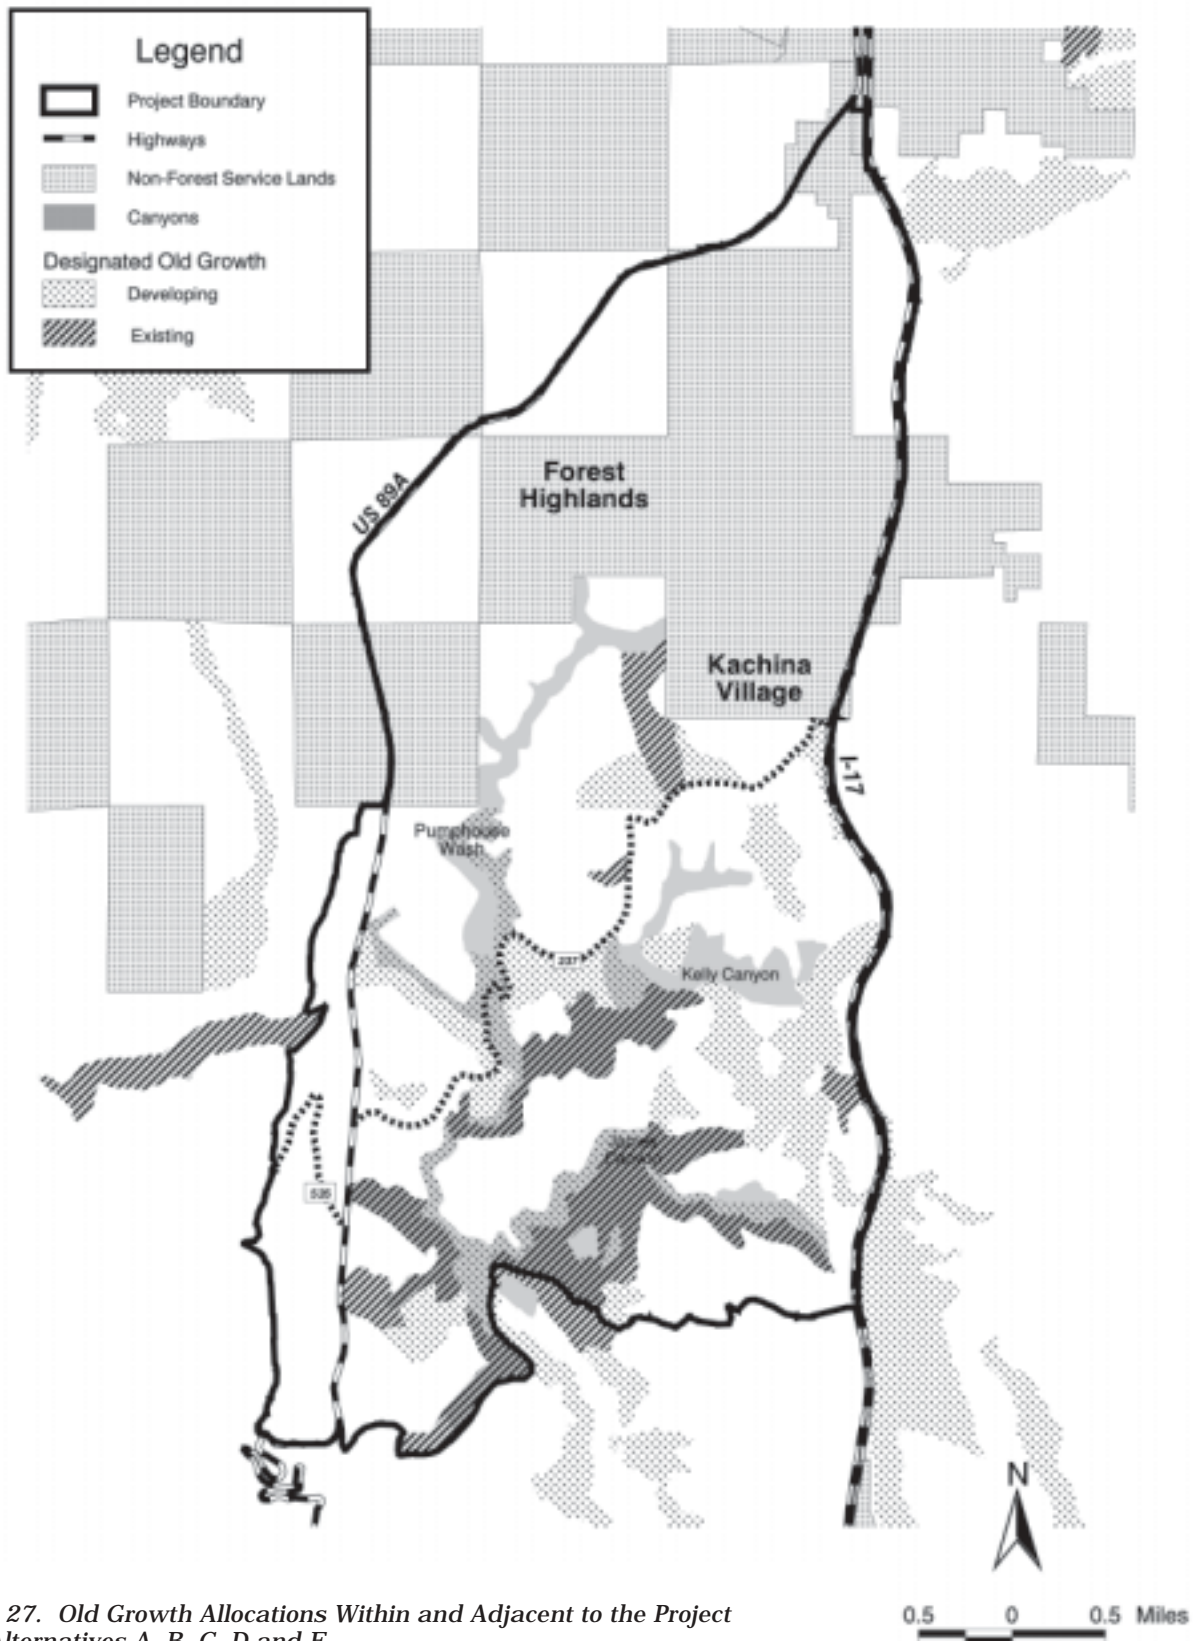 Legend
Project Boundary
Highways
Non-Forest Service Lands
Canyons
Designated Old Growth
Developing
Existing
US 89A
Forest
Highlands
Kachina
Village
I-17
Pumphouse
Wash
237
Kelly Canyon
535
N
27. Old Growth Allocations Within and Adjacent to the Project
Alternatives A, B, C, D and E
0.5 0 0.5 Miles